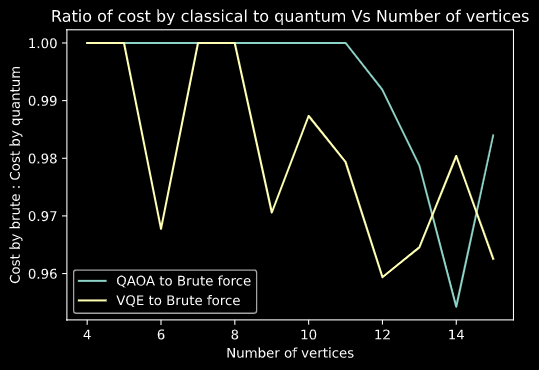 Ratio of cost by classical to quantum Vs Number of vertices
Cost by brute : Cost by quantum
1.00
0.99
0.98
0.97
0.96
QAOA to Brute force
VQE to Brute force
4 6 8 10 12 14
Number of vertices